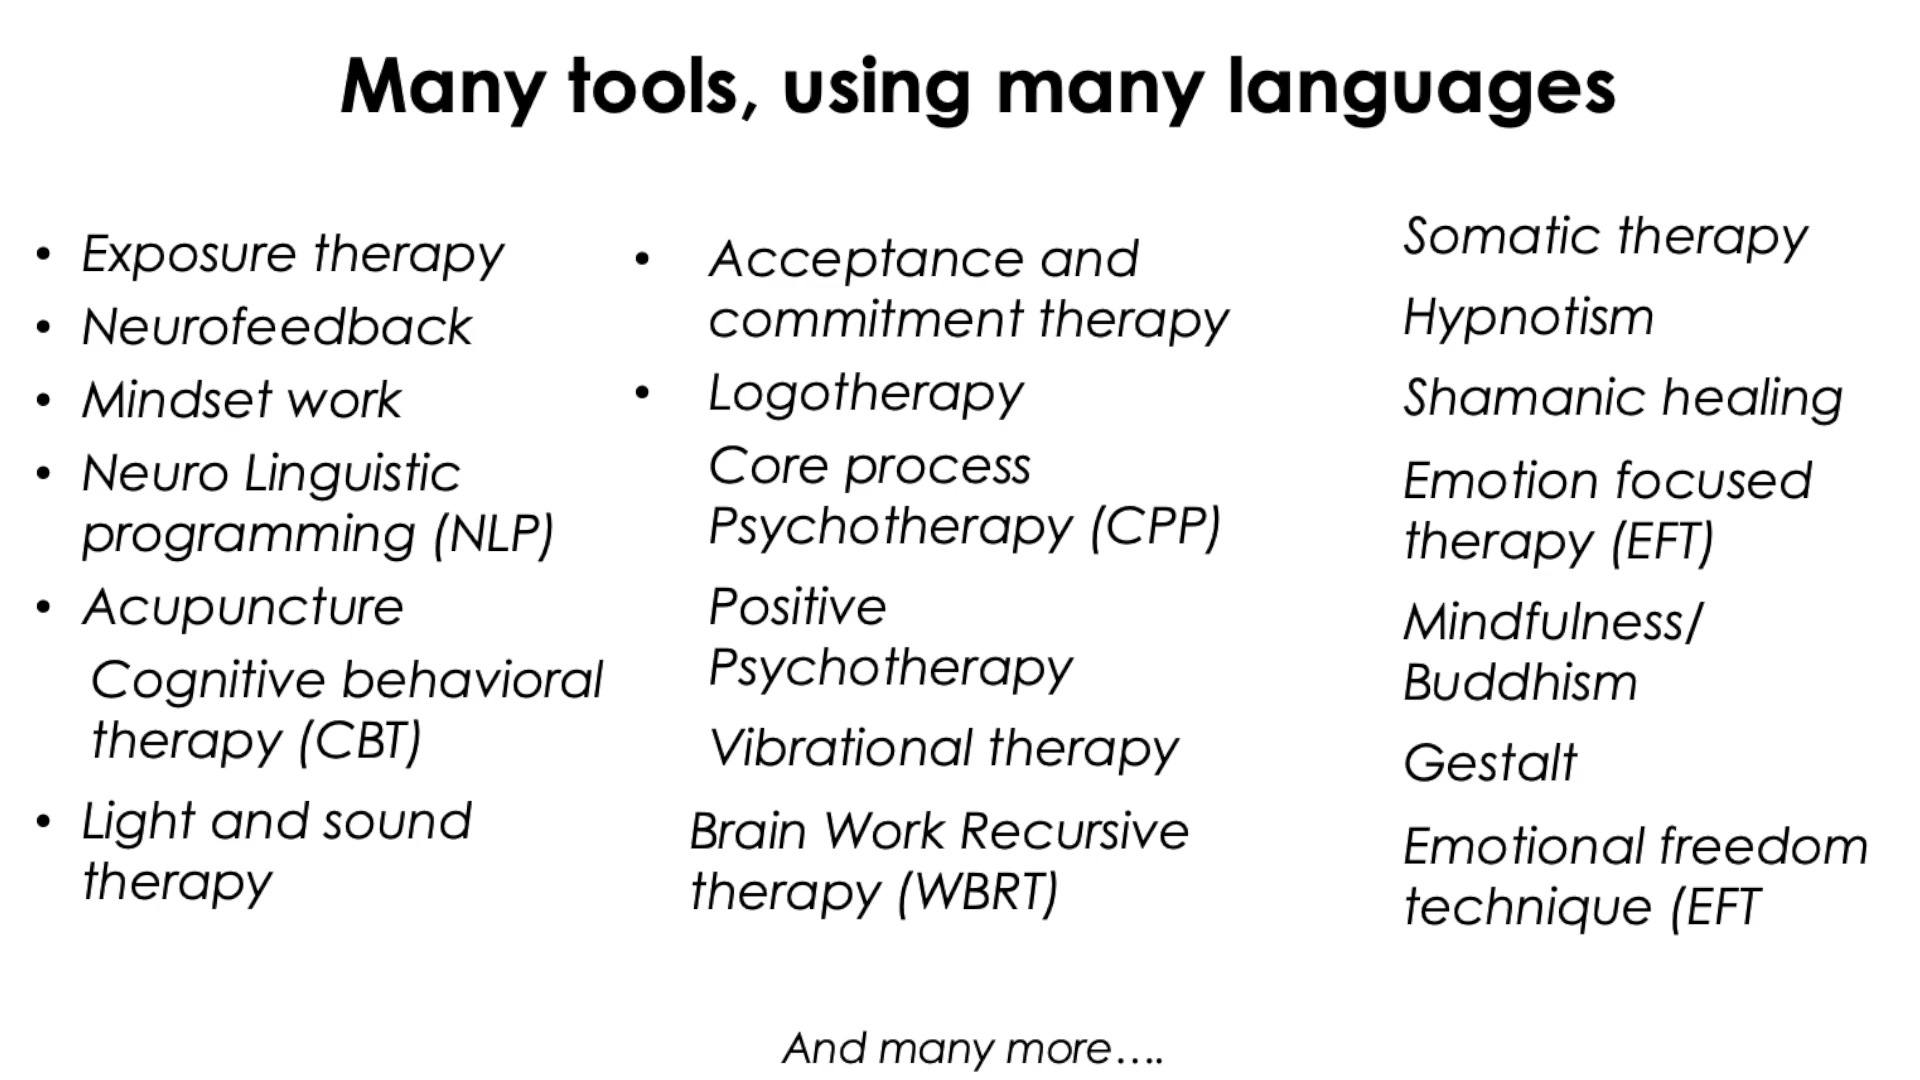 Many tools, using many languages
• Exposure therapy
• Neurofeedback
• Mindset work
• Neuro Linguistic
programming (NLP)
• Acupuncture
Cognitive behavioral
therapy (CBT)
• Light and sound
therapy
• Acceptance and
commitment therapy
• Logotherapy
Core process
Psychotherapy (CPP)
Positive
Psychotherapy
Vibrational therapy
Brain Work Recursive
therapy (WBRT)
Somatic therapy
Hypnotism
Shamanic healing
Emotion focused
therapy (EFT)
Mindfulness/
Buddhism
Gestalt
Emotional freedom
technique (EFT
And many more....